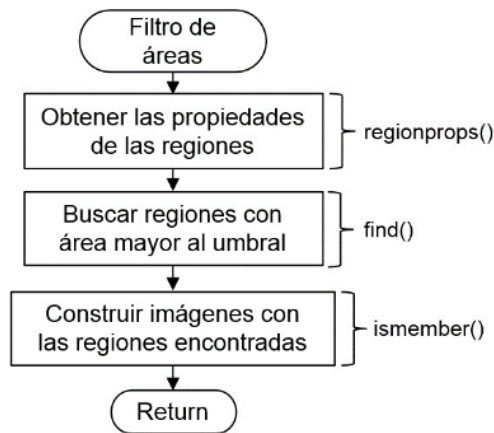 Filtro de
áreas
Obtener las propiedades
de las regiones
regionprops()
Buscar regiones con
área mayor al umbral
find()
Construir imágenes con
las regiones encontradas
ismember()
Return